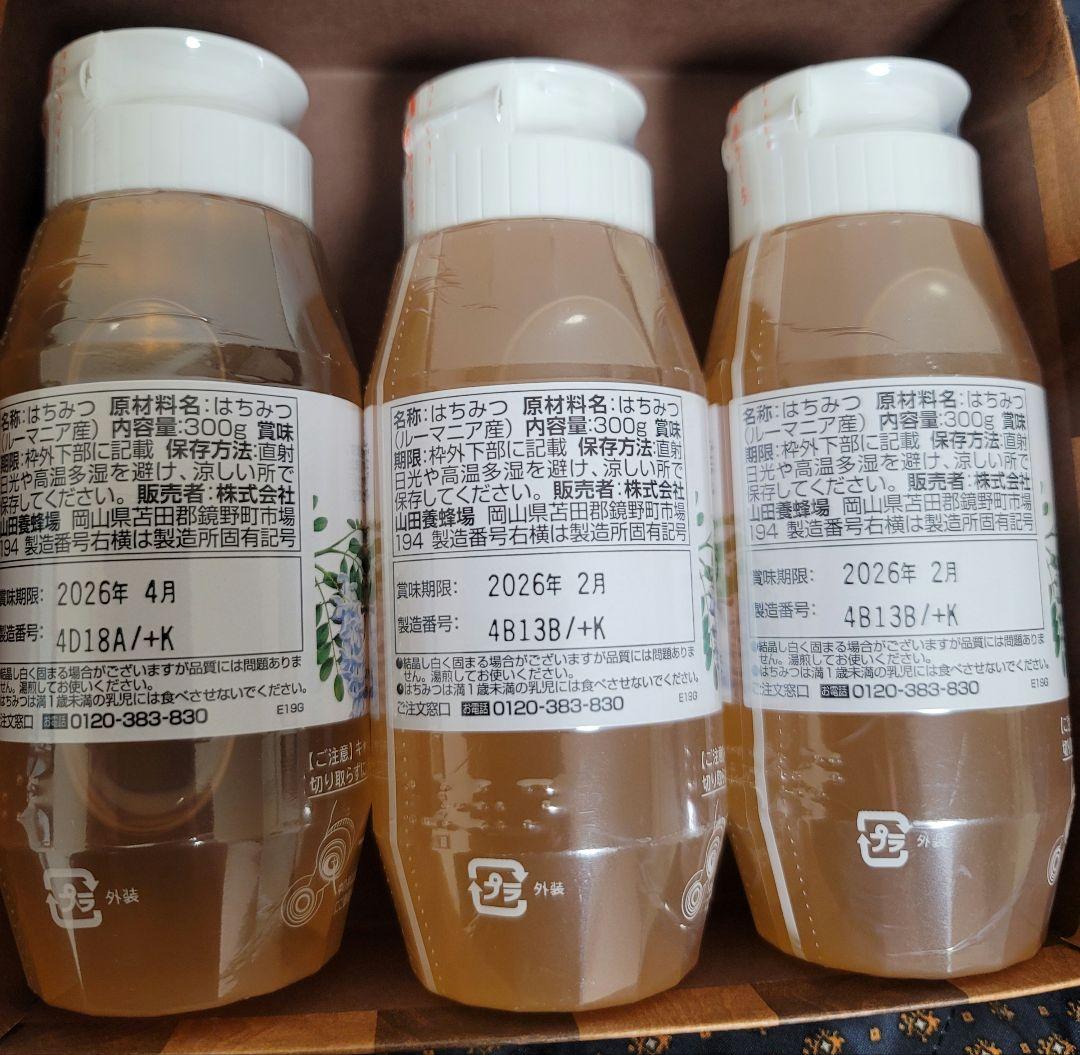 名称:はちみつ 原材料名:はちみつ
(ルーマニア産) 内容量:300g 賞味
期限:枠外下部に記載 保存方法:直射
日光や高温多湿を避け、涼しい所で
保存してください。販売者:株式会社
山田養蜂場 岡山県苫田郡鏡野町市場
194 製造番号右横は製造所固有記号
賞味期限: 2026年 4月
製造番号: 4D18A/+K
結晶し白く固まる場合がございますが品質には問題ありま
せん。湯煎してお使いください。
はちみつは満1歳未満の乳児には食べさせないでください。
ご注文窓口 お電話 0120-383-830
E19G
【ご注意】キャ
切り取らずに
プラ 外装
名称:はちみつ 原材料名:はちみつ
(ルーマニア産) 内容量:300g 賞味
期限:枠外下部に記載 保存方法:直射
日光や高温多湿を避け、涼しい所で
保存してください。販売者:株式会社
山田養蜂場 岡山県苫田郡鏡野町市場
194 製造番号右横は製造所固有記号
賞味期限: 2026年 2月
製造番号: 4B13B/+K
●結晶し白く固まる場合がございますが品質には問題ありま
せん。湯煎してお使いください。
●はちみつは満1歳未満の乳児には食べさせないでください。
ご注文窓口 お電話 0120-383-830
E19G
【ご注意
切り取ら
プラ 外装
名称:はちみつ 原材料名:はちみつ
(ルーマニア産) 内容量:300g 賞味
期限:枠外下部に記載 保存方法:直射
日光や高温多湿を避け、涼しい所で
保存してください。販売者:株式会社
山田養蜂場 岡山県苫田郡鏡野町市場
194 製造番号右横は製造所固有記号
賞味期限: 2026年 2月
製造番号: 4B13B/+K
●結晶し白く固まる場合がございますが品質には問題ありま
せん。湯煎してお使いください。
●はちみつは満1歳未満の乳児には食べさせないでください。
ご注文窓口 お電話 0120-383-830
E19G
プラ 外装